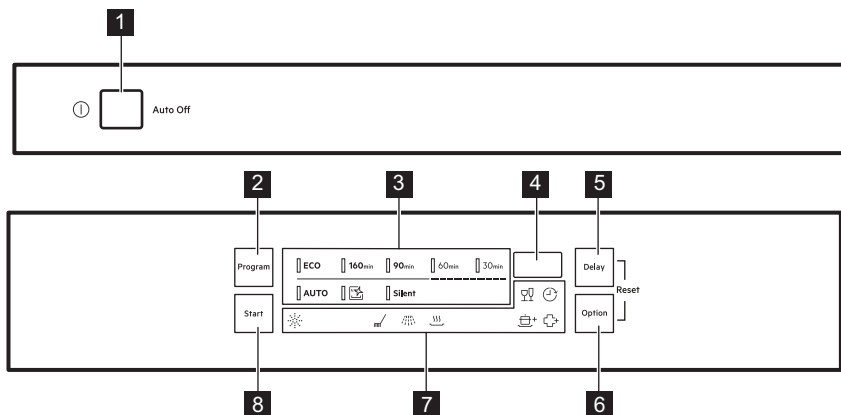 1
Auto Off
2 3 4 5
Program ECO 160min 90min 60min 30min Delay
Reset
AUTO Silent
Start Option
8 7 6